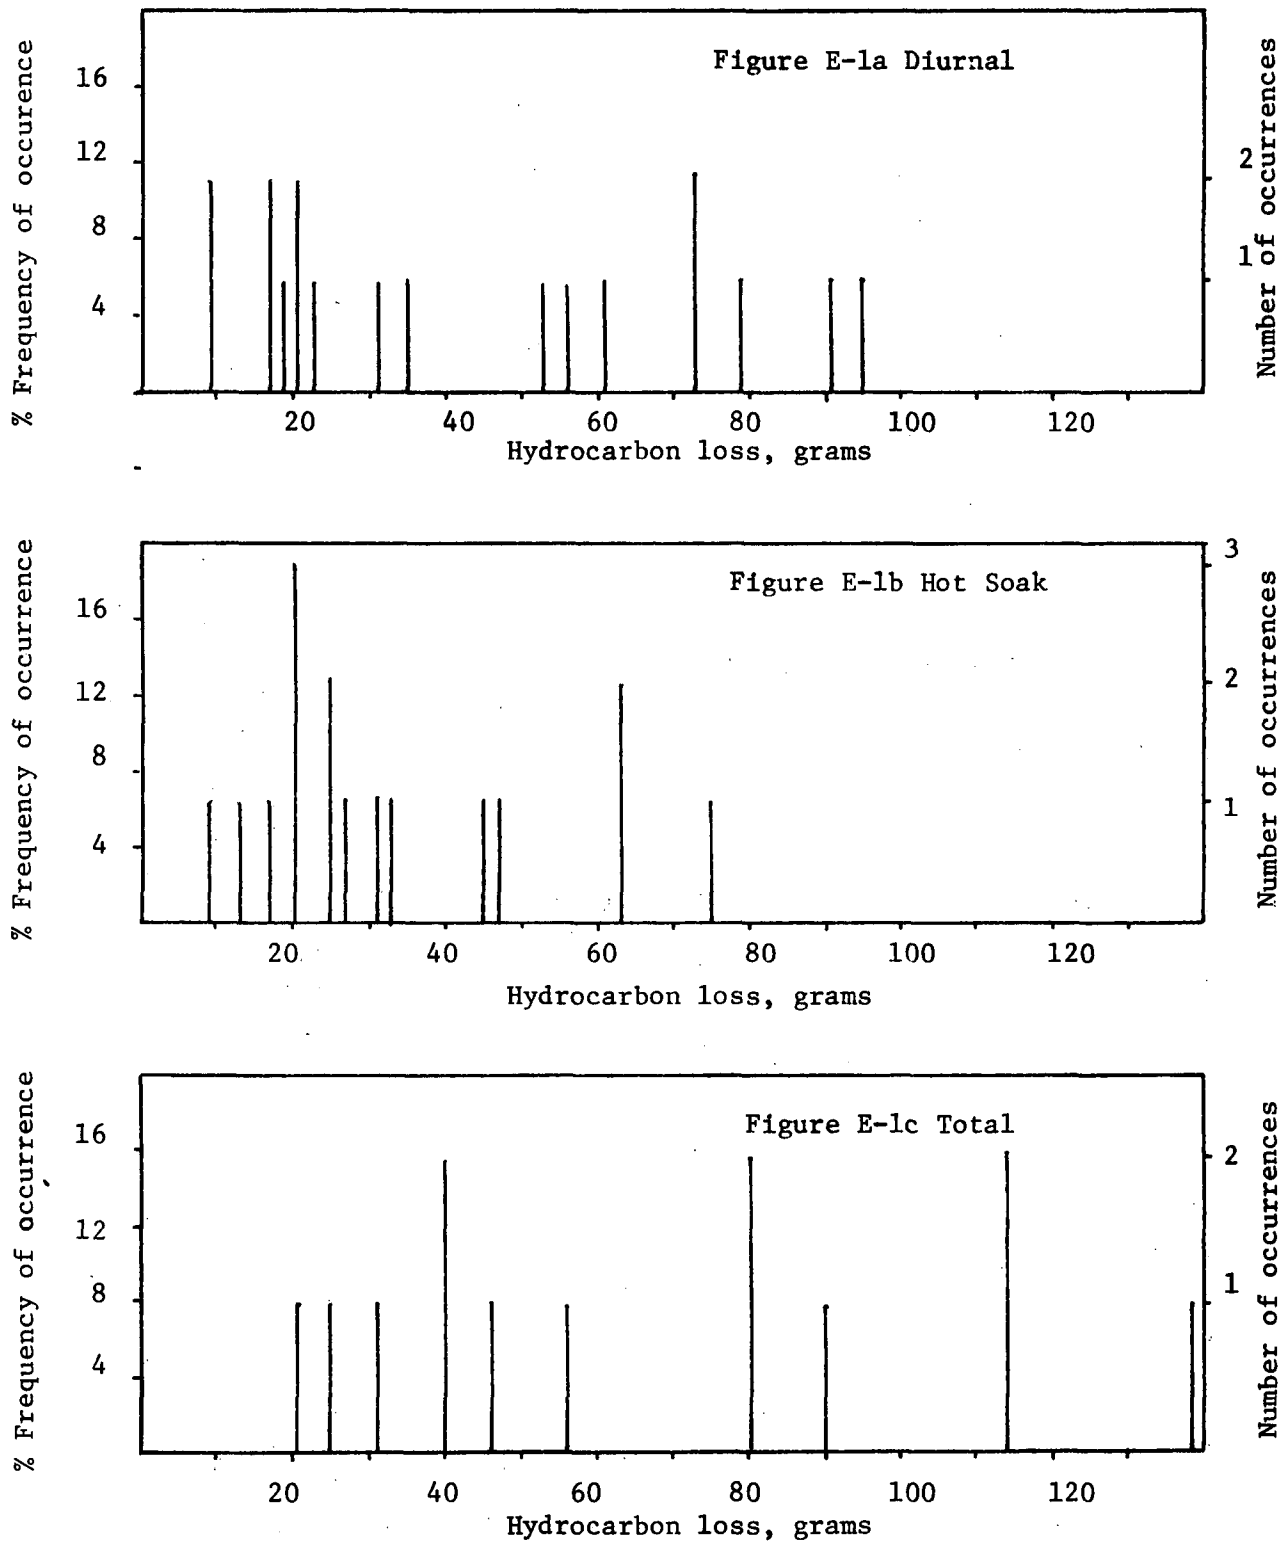 Figure E-1a Diurnal
% Frequency of occurence
16
12
8
4
Number of occurrences
2
1
20 40 60 80 100 120
Hydrocarbon loss, grams
Figure E-1b Hot Soak
% Frequency of occurrence
16
12
8
4
Number of occurrences
3
2
1
20 40 60 80 100 120
Hydrocarbon loss, grams
Figure E-1c Total
% Frequency of occurrence
16
12
8
4
Number of occurrences
2
1
20 40 60 80 100 120
Hydrocarbon loss, grams